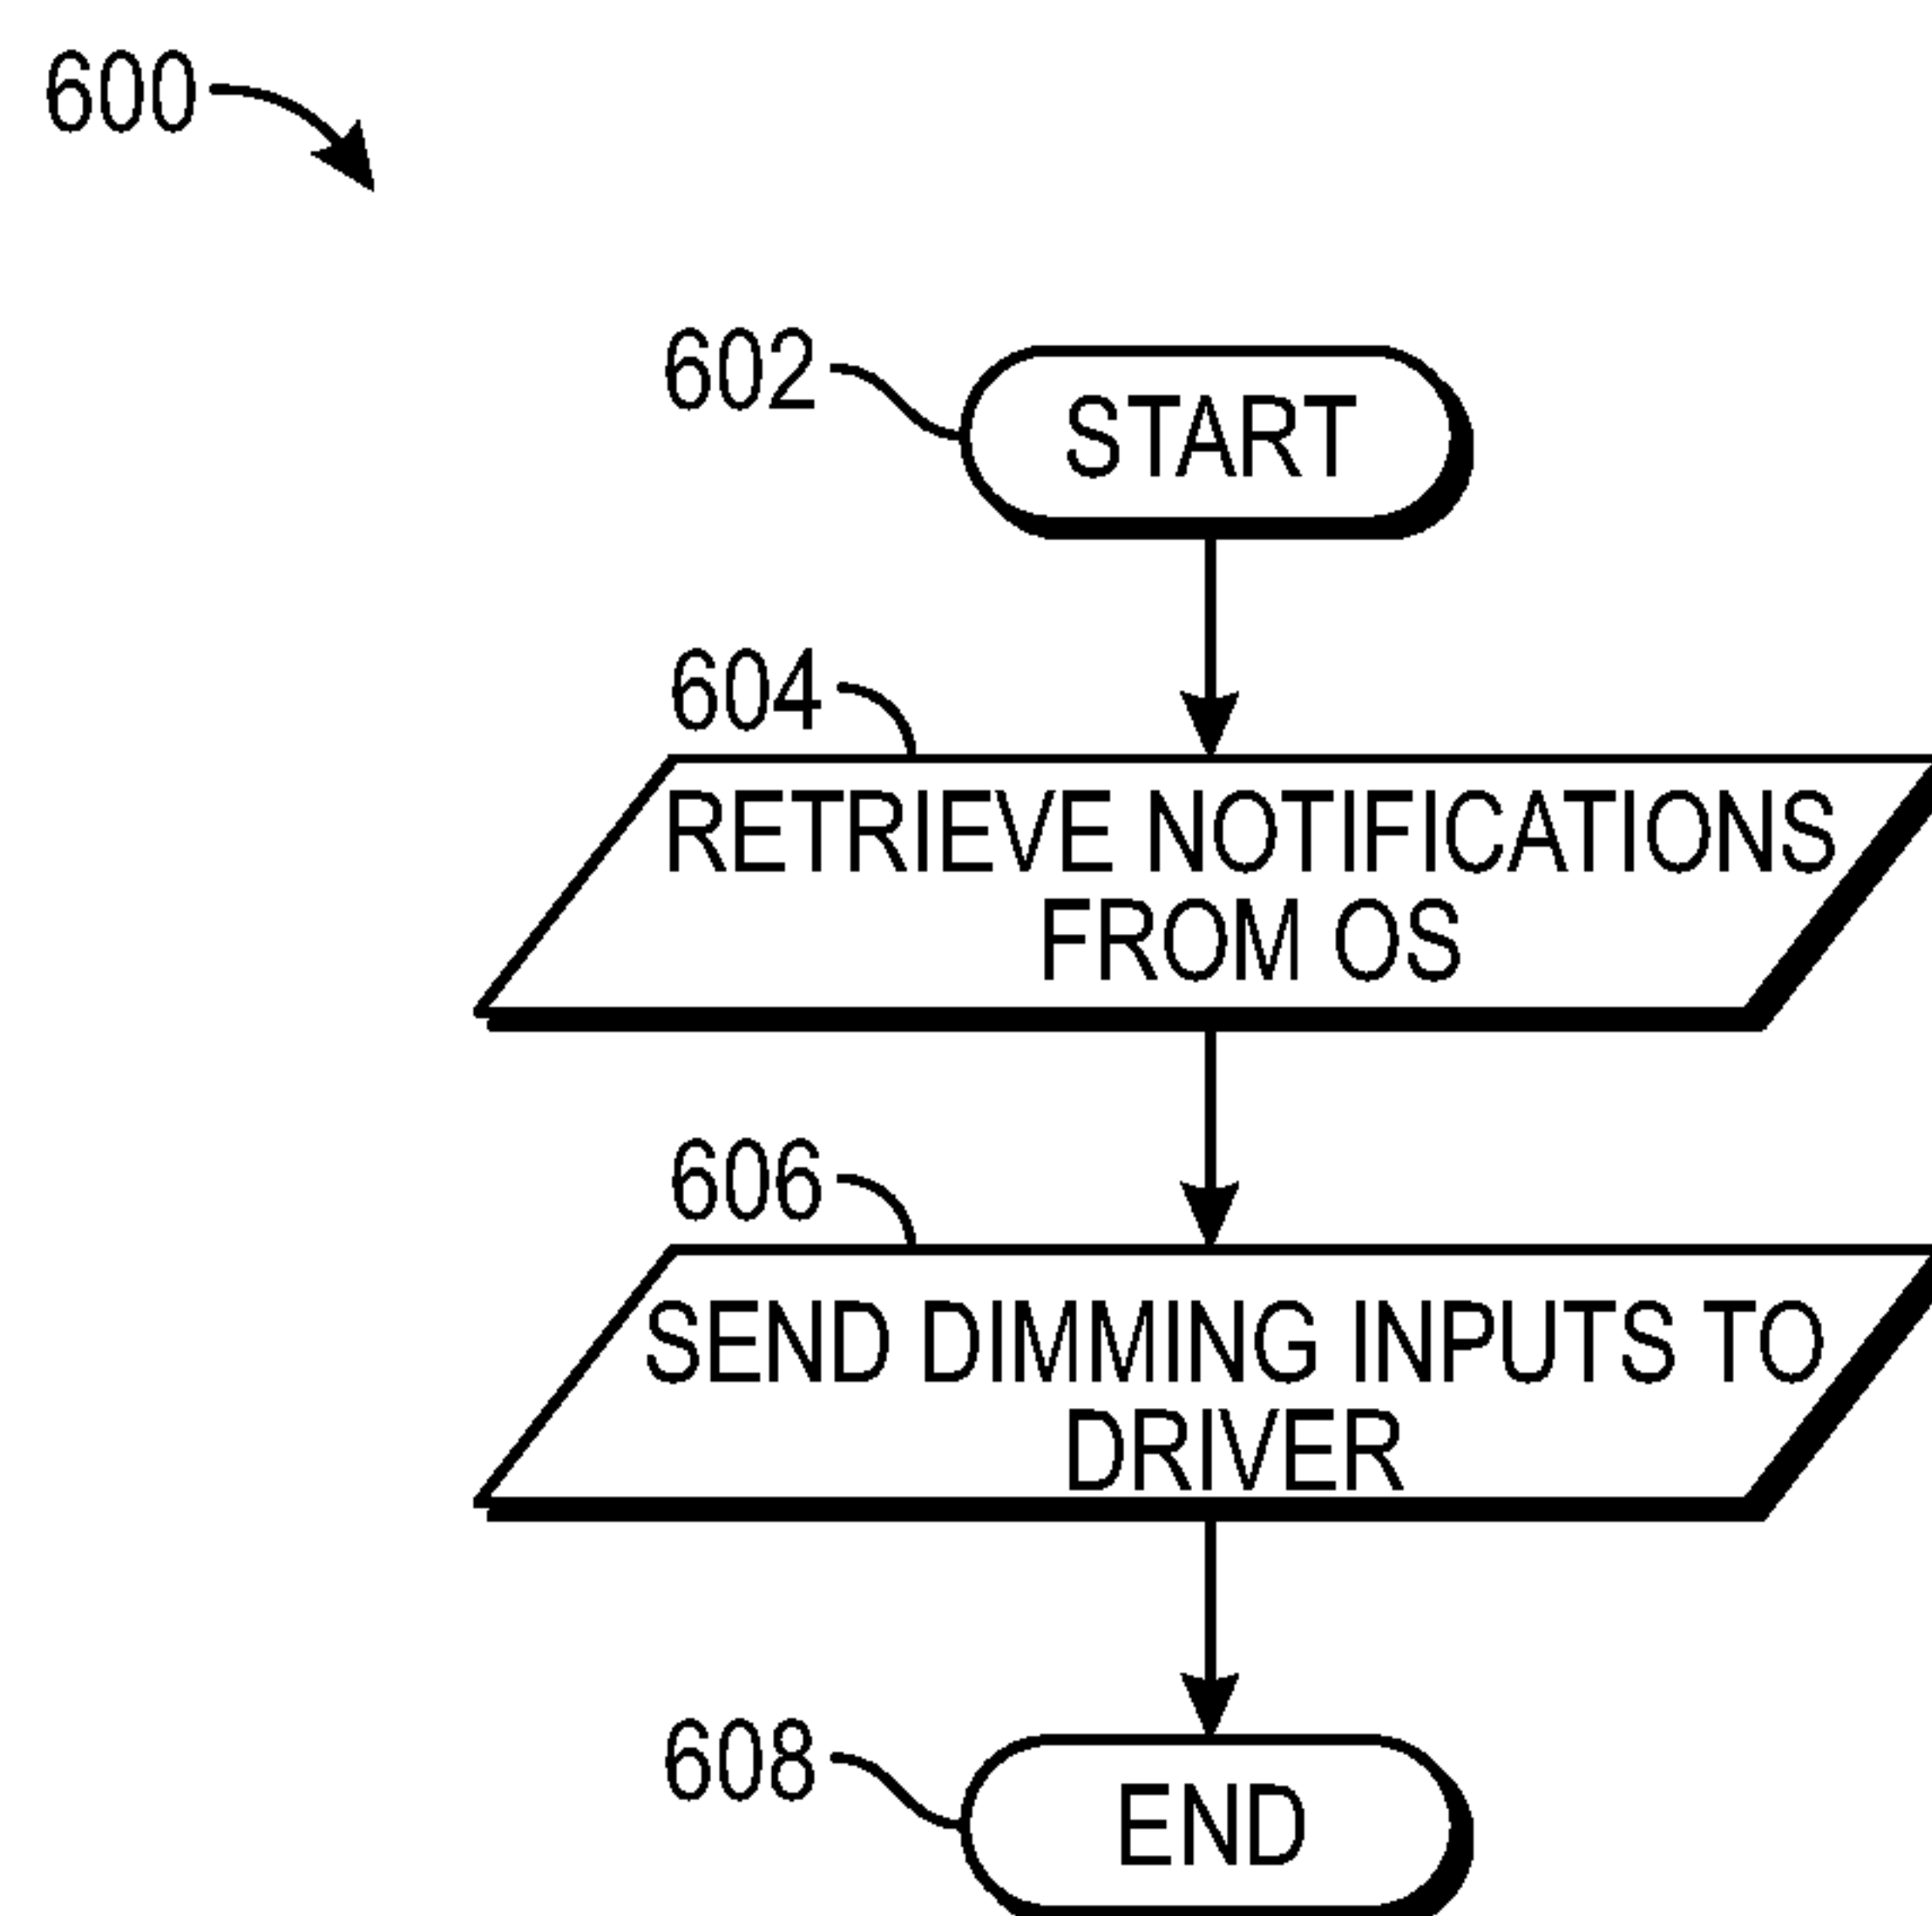 600
602
START
604
RETRIEVE NOTIFICATIONS
FROM OS
606
SEND DIMMING INPUTS TO
DRIVER
608
END